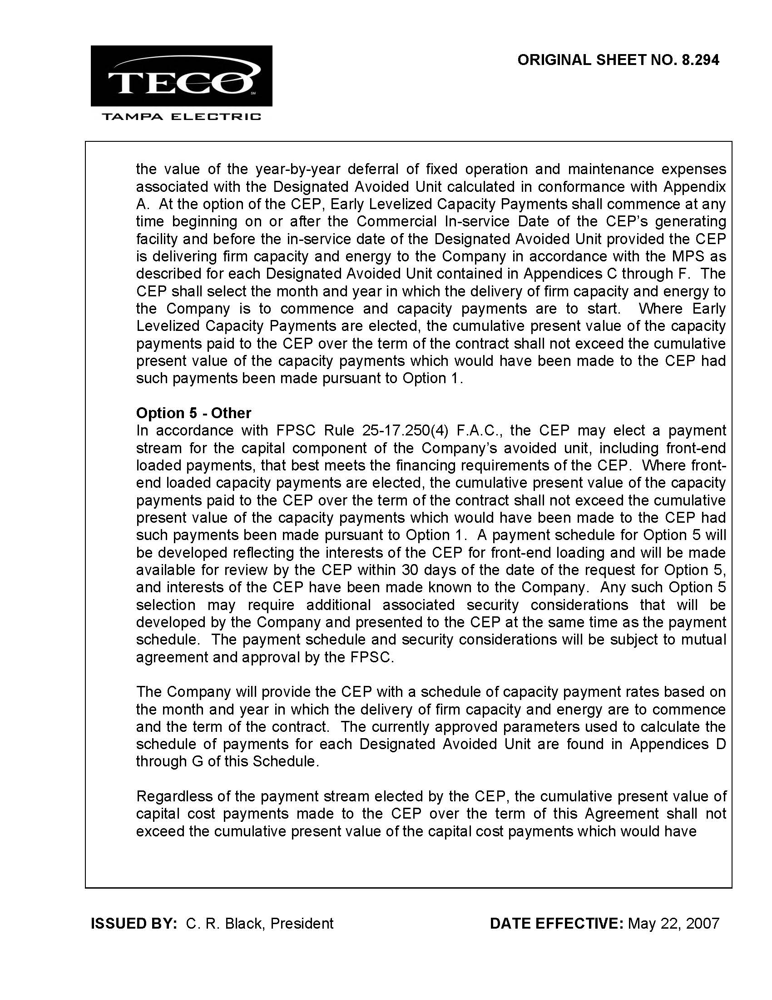 ORIGINAL SHEET NO. 8.294
TECO
SM
TAMPA ELECTRIC
the value of the year-by-year deferral of fixed operation and maintenance expenses
associated with the Designated Avoided Unit calculated in conformance with Appendix
A. At the option of the CEP, Early Levelized Capacity Payments shall commence at any
time beginning on or after the Commercial In-service Date of the CEP's generating
facility and before the in-service date of the Designated Avoided Unit provided the CEP
is delivering firm capacity and energy to the Company in accordance with the MPS as
described for each Designated Avoided Unit contained in Appendices C through F. The
CEP shall select the month and year in which the delivery of firm capacity and energy to
the Company is to commence and capacity payments are to start. Where Early
Levelized Capacity Payments are elected, the cumulative present value of the capacity
payments paid to the CEP over the term of the contract shall not exceed the cumulative
present value of the capacity payments which would have been made to the CEP had
such payments been made pursuant to Option 1.
Option 5 - Other
In accordance with FPSC Rule 25-17.250(4) F.A.C., the CEP may elect a payment
stream for the capital component of the Company's avoided unit, including front-end
loaded payments, that best meets the financing requirements of the CEP. Where front-
end loaded capacity payments are elected, the cumulative present value of the capacity
payments paid to the CEP over the term of the contract shall not exceed the cumulative
present value of the capacity payments which would have been made to the CEP had
such payments been made pursuant to Option 1. A payment schedule for Option 5 will
be developed reflecting the interests of the CEP for front-end loading and will be made
available for review by the CEP within 30 days of the date of the request for Option 5,
and interests of the CEP have been made known to the Company. Any such Option 5
selection may require additional associated security considerations that will be
developed by the Company and presented to the CEP at the same time as the payment
schedule. The payment schedule and security considerations will be subject to mutual
agreement and approval by the FPSC.
The Company will provide the CEP with a schedule of capacity payment rates based on
the month and year in which the delivery of firm capacity and energy are to commence
and the term of the contract. The currently approved parameters used to calculate the
schedule of payments for each Designated Avoided Unit are found in Appendices D
through G of this Schedule.
Regardless of the payment stream elected by the CEP, the cumulative present value of
capital cost payments made to the CEP over the term of this Agreement shall not
exceed the cumulative present value of the capital cost payments which would have
ISSUED BY: C. R. Black, President
DATE EFFECTIVE: May 22, 2007